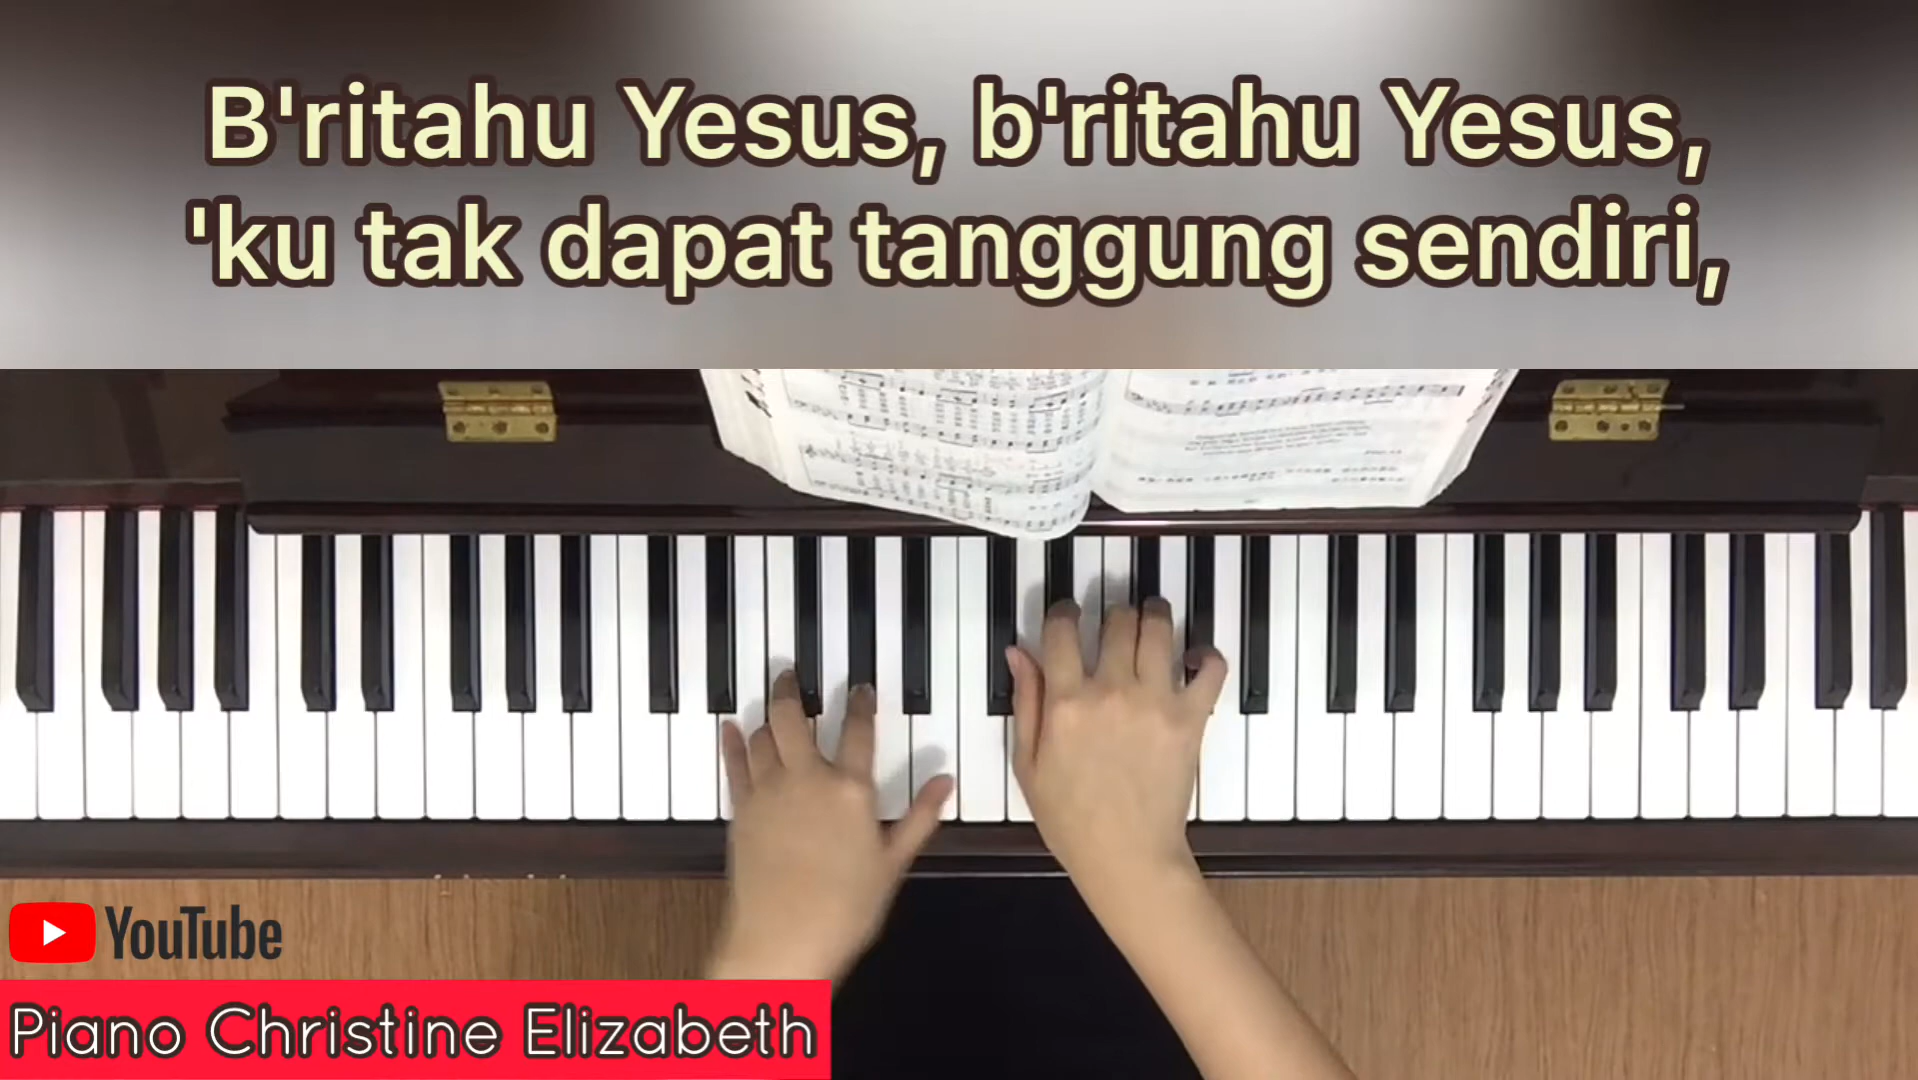 B'ritahu Yesus, b'ritahu Yesus,
'ku tak dapat tanggung sendiri,
YouTube
Piano Christine Elizabeth